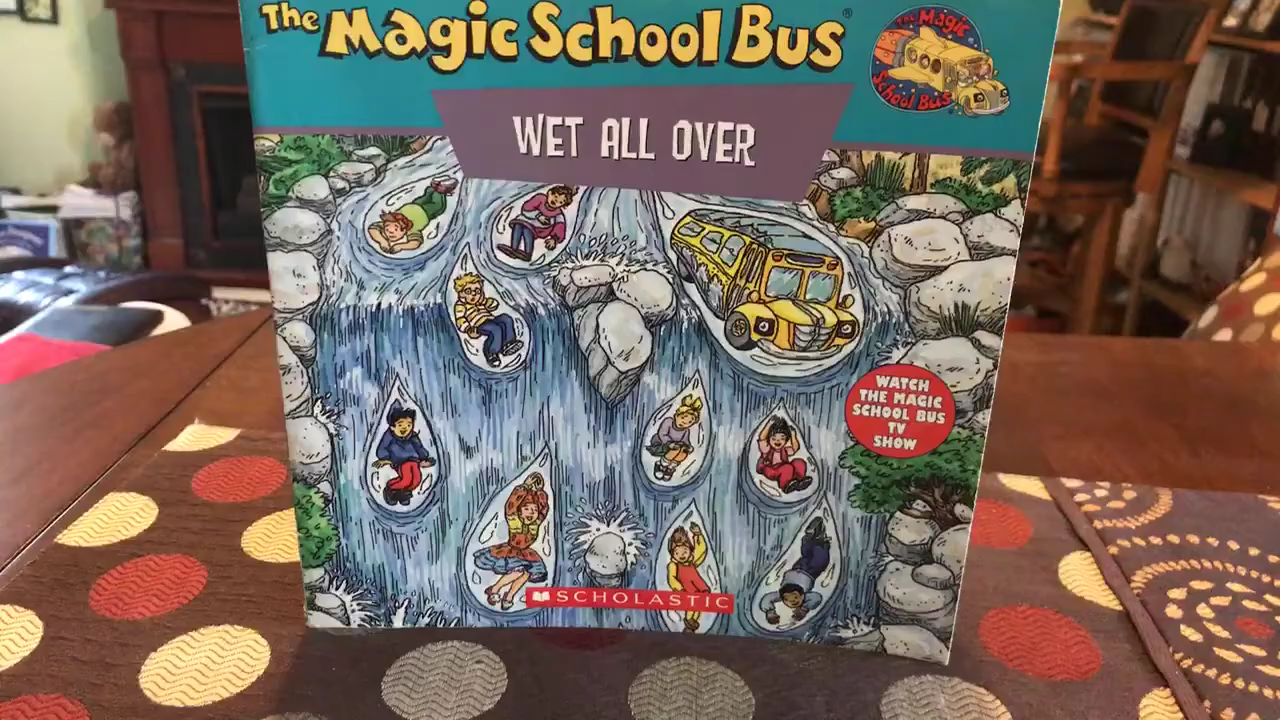 The Magic School Bus®
The Magic
School Bus
WET ALL OVER
WATCH
THE MAGIC
SCHOOL BUS
TV
SHOW
SCHOLASTIC